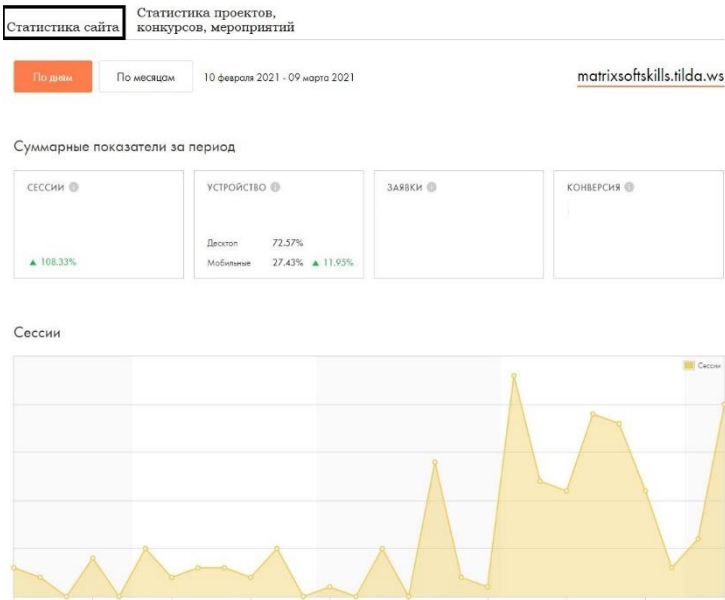 Статистика сайта
Статистика проектов,
конкурсов, мероприятий
По дням
По месяцам
10 февраля 2021 - 09 марта 2021
matrixsoftskills.tilda.ws
Суммарные показатели за период
СЕССИИ
УСТРОЙСТВО
ЗАЯВКИ
КОНВЕРСИЯ
Десктоп 72.57%
▲ 108.33%
Мобильные 27.43% ▲ 11.95%
Сессии
Сессии